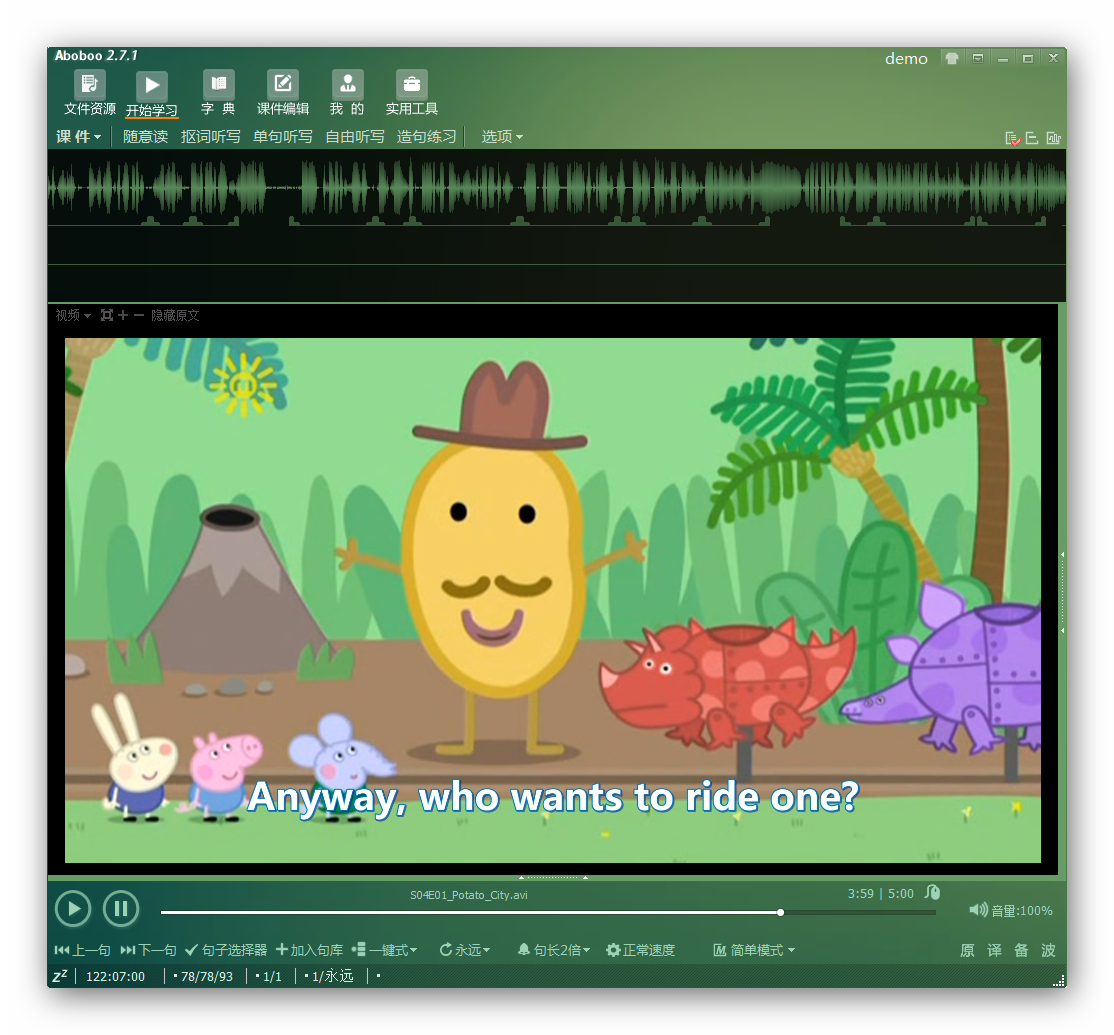 Aboboo 2.7.1
demo
文件资源 开始学习 字 典 课件编辑 我 的 实用工具
课 件 随意读 抠词听写 单句听写 自由听写 造句练习 选项
视频 隐藏原文
m
Anyway, who wants to ride one?
S04E01_Potato_City.avi
3:59 | 5:00
音量:100%
上一句 下一句 句子选择器 加入句库 一键式 永远 句长2倍 正常速度 简单模式 原 译 备 波
zZ 122:07:00 78/78/93 1/1 1/永远